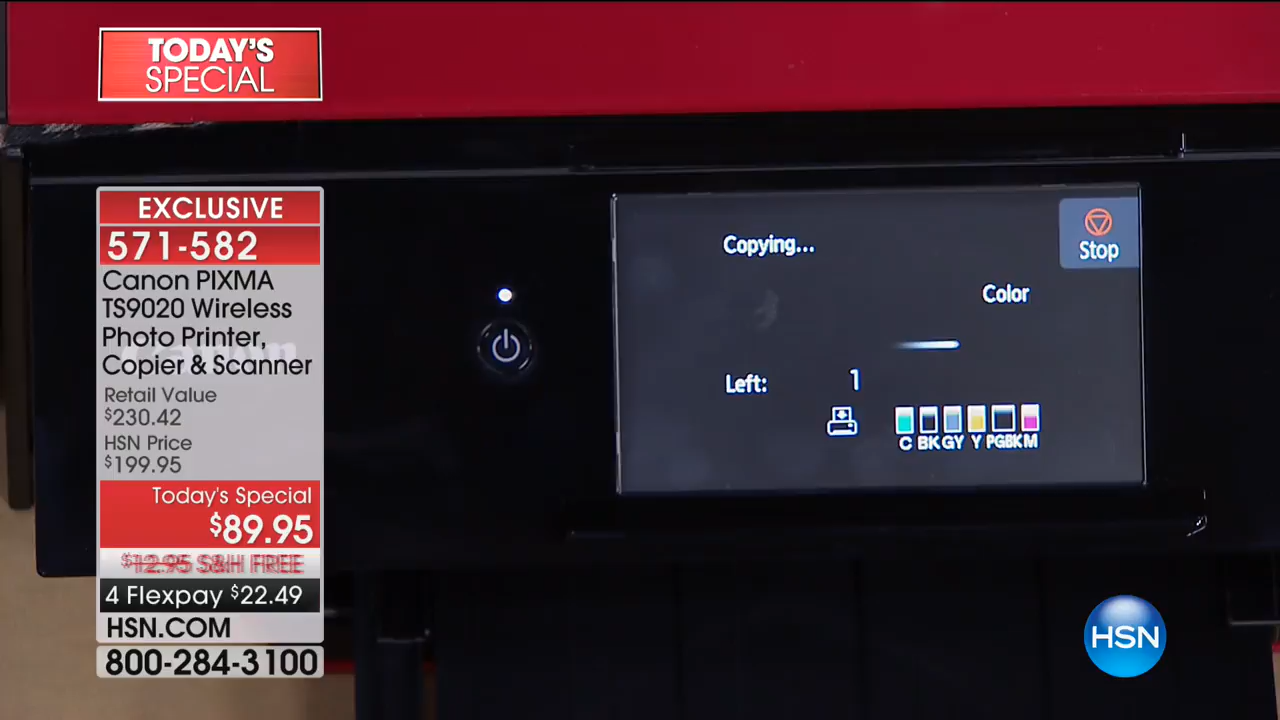 TODAY'S
SPECIAL
EXCLUSIVE
571-582
Canon PIXMA
TS9020 Wireless
Photo Printer,
Copier & Scanner
Retail Value
$230.42
HSN Price
$199.95
Today's Special
$89.95
$12.95 S&H FREE
4 Flexpay $22.49
HSN.COM
800-284-3100
Copying...
Stop
Color
Left: 1
C BK GY Y PGBK M
HSN